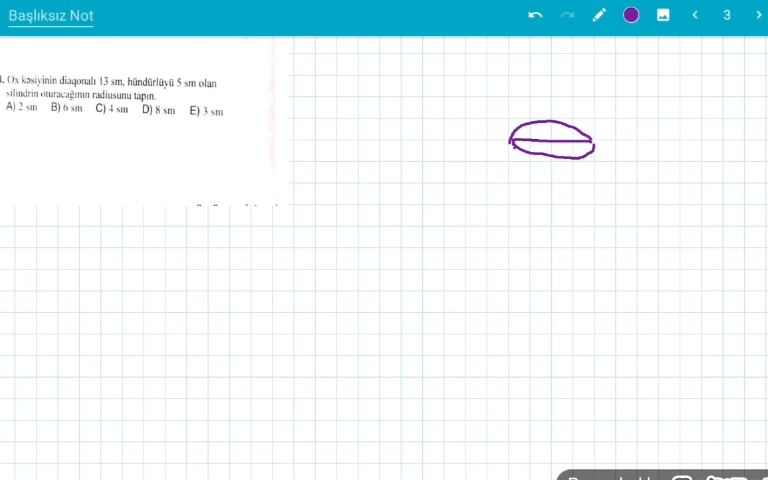 Başlıksız Not
3
Ox kəsiyinin diaqonalı 13 sm, hündürlüyü 5 sm olan
silindrin oturacağının radiusunu tapın.
A) 2 sm B) 6 sm C) 4 sm D) 8 sm E) 3 sm